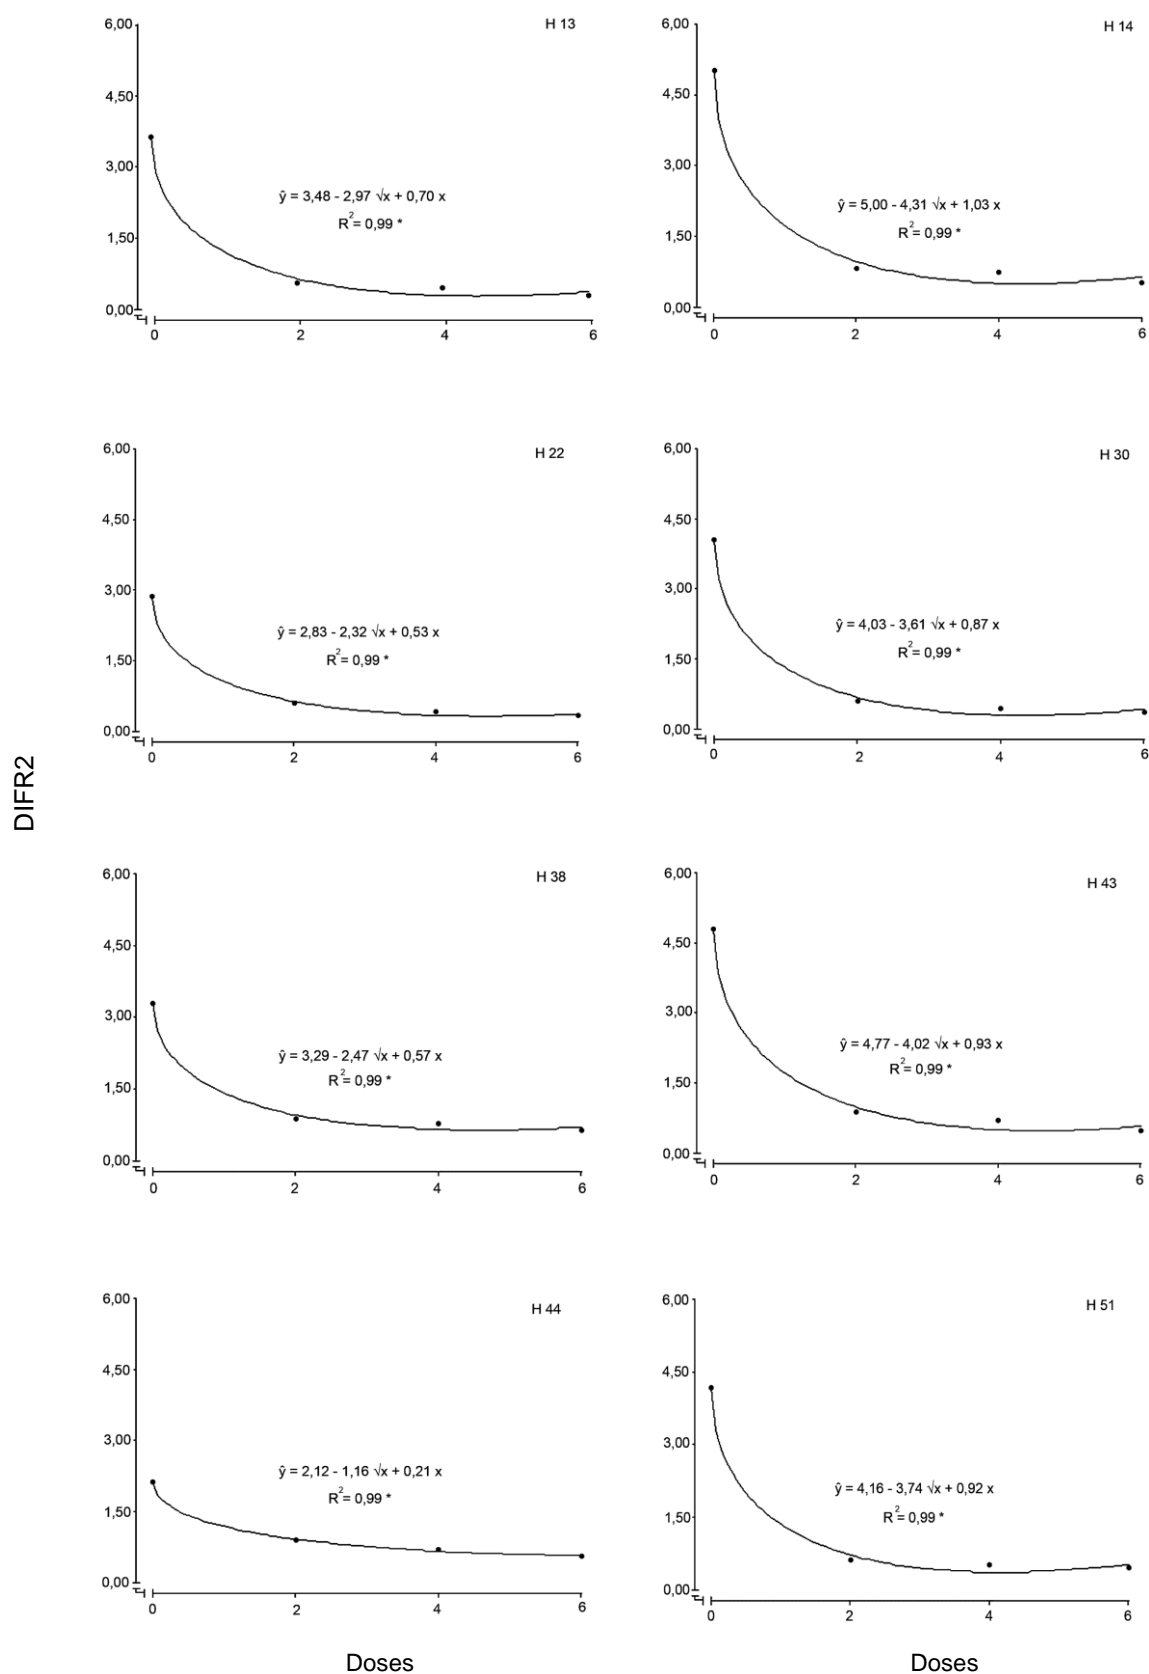 H 13
6,00
4,50
3,00
1,50
0,00
ŷ = 3,48 - 2,97 √x + 0,70 x
R²= 0,99 *
0 2 4 6
H 14
6,00
4,50
3,00
1,50
0,00
ŷ = 5,00 - 4,31 √x + 1,03 x
R²= 0,99 *
0 2 4 6
H 22
6,00
4,50
3,00
1,50
0,00
ŷ = 2,83 - 2,32 √x + 0,53 x
R²= 0,99 *
0 2 4 6
H 30
6,00
4,50
3,00
1,50
0,00
ŷ = 4,03 - 3,61 √x + 0,87 x
R²= 0,99 *
0 2 4 6
DIFR2
H 38
6,00
4,50
3,00
1,50
0,00
ŷ = 3,29 - 2,47 √x + 0,57 x
R²= 0,99 *
0 2 4 6
H 43
6,00
4,50
3,00
1,50
0,00
ŷ = 4,77 - 4,02 √x + 0,93 x
R²= 0,99 *
0 2 4 6
H 44
6,00
4,50
3,00
1,50
0,00
ŷ = 2,12 - 1,16 √x + 0,21 x
R²= 0,99 *
0 2 4 6
H 51
6,00
4,50
3,00
1,50
0,00
ŷ = 4,16 - 3,74 √x + 0,92 x
R²= 0,99 *
0 2 4 6
Doses
Doses